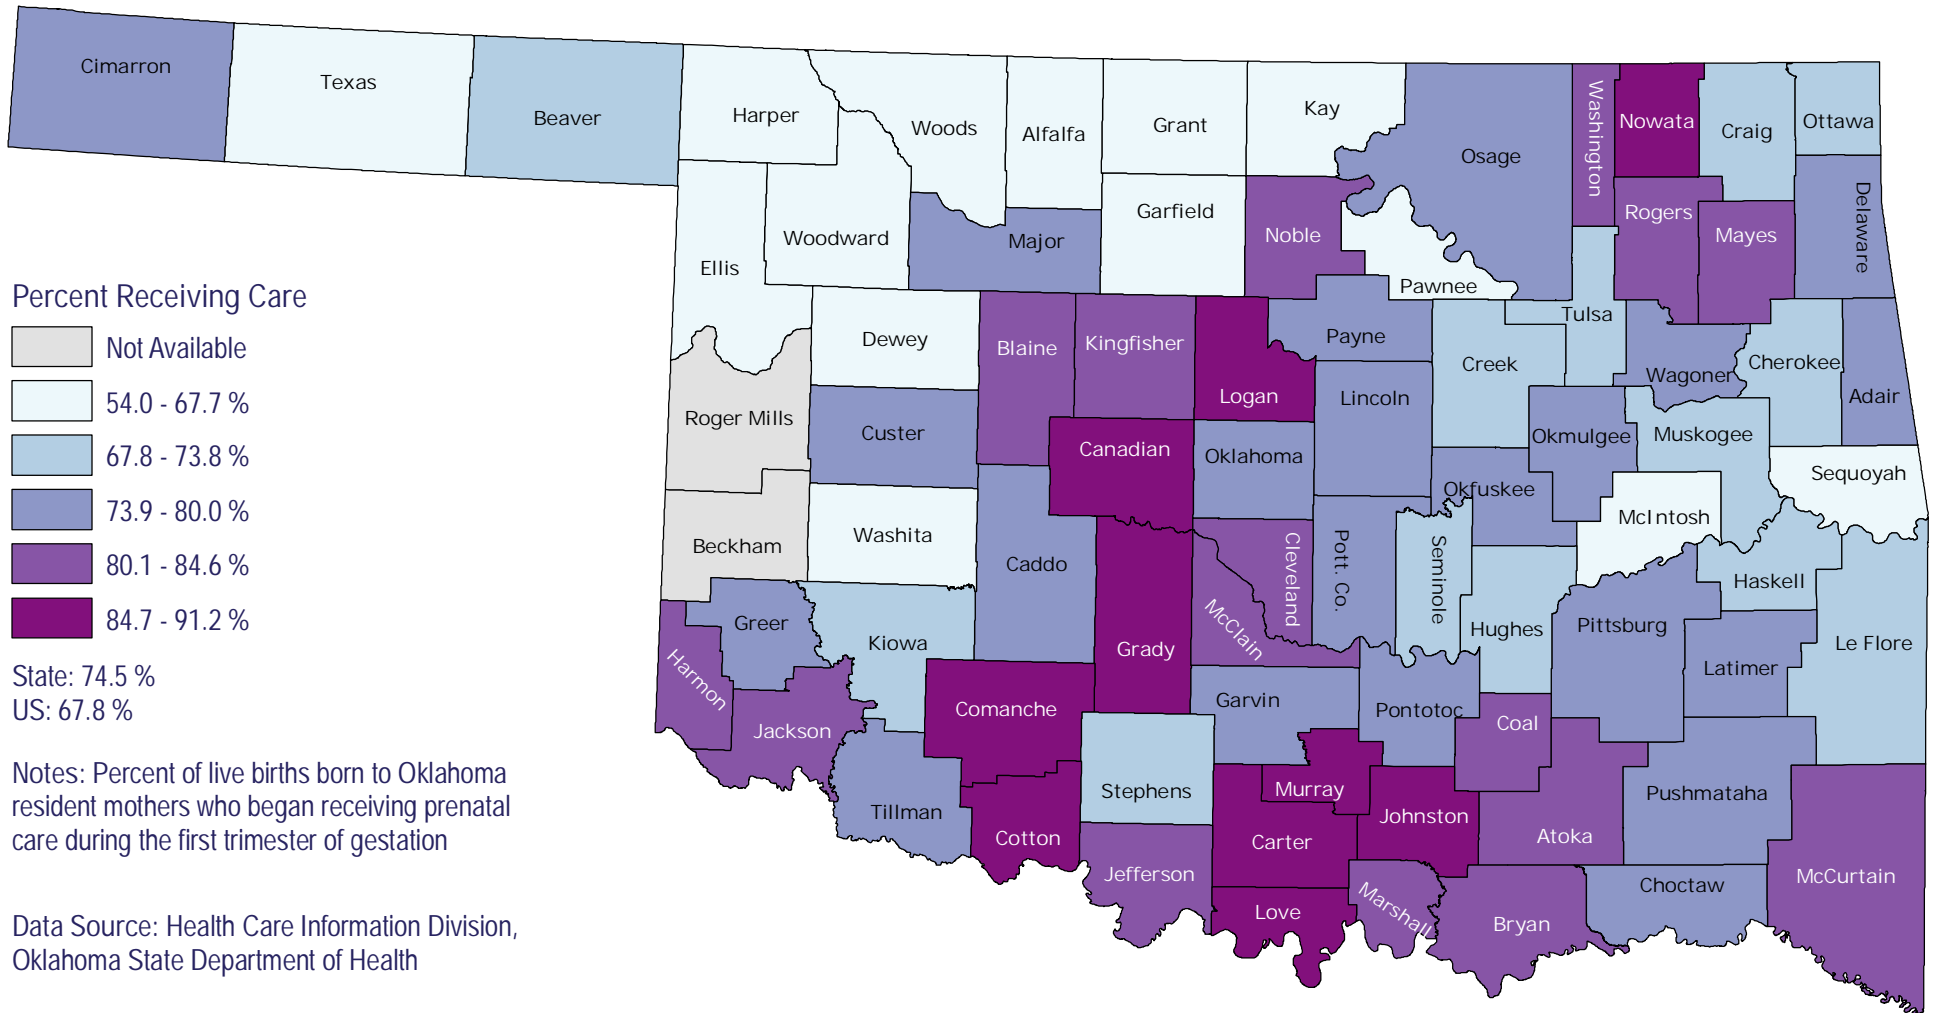 Cimarron
Texas
Beaver
Harper
Woods
Alfalfa
Grant
Kay
Osage
Washington
Nowata
Craig
Ottawa
Delaware
Rogers
Mayes
Noble
Garfield
Major
Woodward
Ellis
Pawnee
Tulsa
Payne
Creek
Wagoner
Cherokee
Adair
Dewey
Blaine
Kingfisher
Logan
Lincoln
Roger Mills
Custer
Canadian
Oklahoma
Okmulgee
Muskogee
Sequoyah
Okfuskee
McIntosh
Beckham
Washita
Caddo
Cleveland
Pott. Co.
Seminole
Haskell
Greer
Kiowa
Grady
McClain
Hughes
Pittsburg
Latimer
Le Flore
Harmon
Jackson
Comanche
Garvin
Pontotoc
Coal
Tillman
Stephens
Murray
Johnston
Atoka
Pushmataha
Cotton
Carter
Jefferson
Love
Marshall
Bryan
Choctaw
McCurtain
Percent Receiving Care
Not Available
54.0 - 67.7 %
67.8 - 73.8 %
73.9 - 80.0 %
80.1 - 84.6 %
84.7 - 91.2 %
State: 74.5 %
US: 67.8 %
Notes: Percent of live births born to Oklahoma
resident mothers who began receiving prenatal
care during the first trimester of gestation
Data Source: Health Care Information Division,
Oklahoma State Department of Health